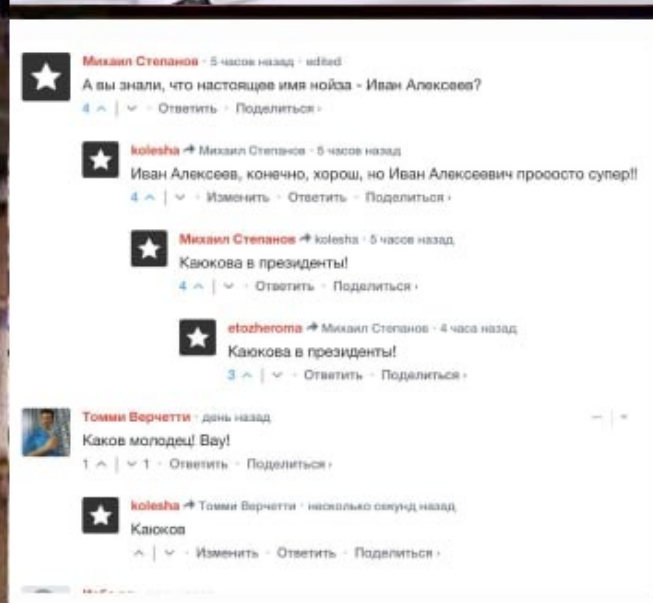 Михаил Степанов · 5 часов назад · edited
А вы знали, что настоящее имя нойза - Иван Алексеев?
4 | Ответить · Поделиться ›
kolesha → Михаил Степанов · 5 часов назад
Иван Алексеев, конечно, хорош, но Иван Алексеевич прооосто супер!!
4 | · Изменить · Ответить · Поделиться ›
Михаил Степанов → kolesha · 5 часов назад
Каюкова в президенты!
4 | · Ответить · Поделиться ›
etozheroma → Михаил Степанов · 4 часа назад
Каюкова в президенты!
3 | · Ответить · Поделиться ›
Томми Верчетти · день назад
Каков молодец! Вау!
1 | 1 · Ответить · Поделиться ›
kolesha → Томми Верчетти · несколько секунд назад
Каюков
| · Изменить · Ответить · Поделиться ›